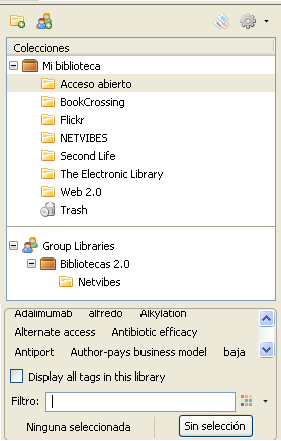 Colecciones
Mi biblioteca
Acceso abierto
BookCrossing
Flickr
NETVIBES
Second Life
The Electronic Library
Web 2.0
Trash
Group Libraries
Bibliotecas 2.0
Netvibes
Adalimumab alfredo Alkylation
Alternate access Antibiotic efficacy
Antiport Author-pays business model baja
Display all tags in this library
Filtro:
Ninguna seleccionada Sin selección